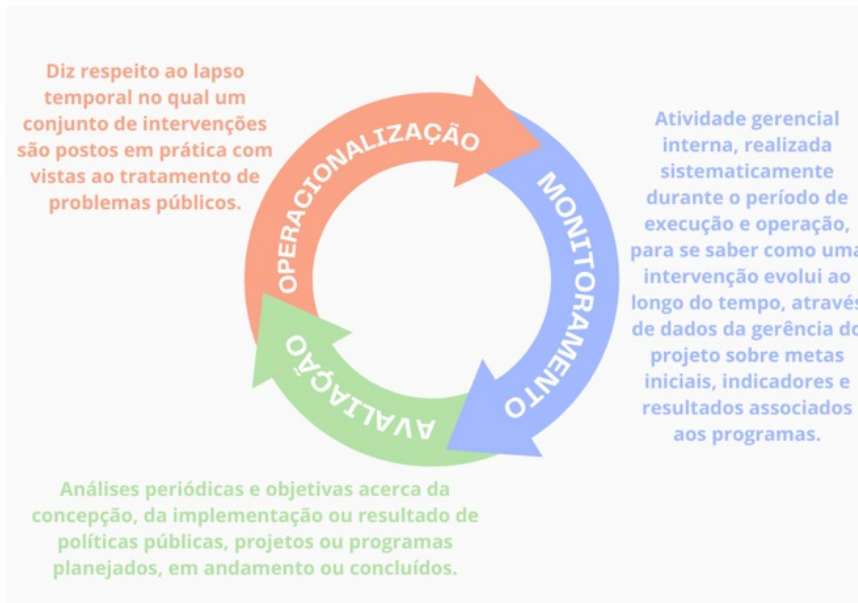 Diz respeito ao lapso
temporal no qual um
conjunto de intervenções
são postos em prática com
vistas ao tratamento de
problemas públicos.
OPERACIONALIZAÇÃO
MONITORAMENTO
Atividade gerencial
interna, realizada
sistematicamente
durante o período de
execução e operação,
para se saber como uma
intervenção evolui ao
longo do tempo, através
de dados da gerência do
projeto sobre metas
iniciais, indicadores e
resultados associados
aos programas.
AVALIAÇÃO
Análises periódicas e objetivas acerca da
concepção, da implementação ou resultado de
políticas públicas, projetos ou programas
planejados, em andamento ou concluídos.